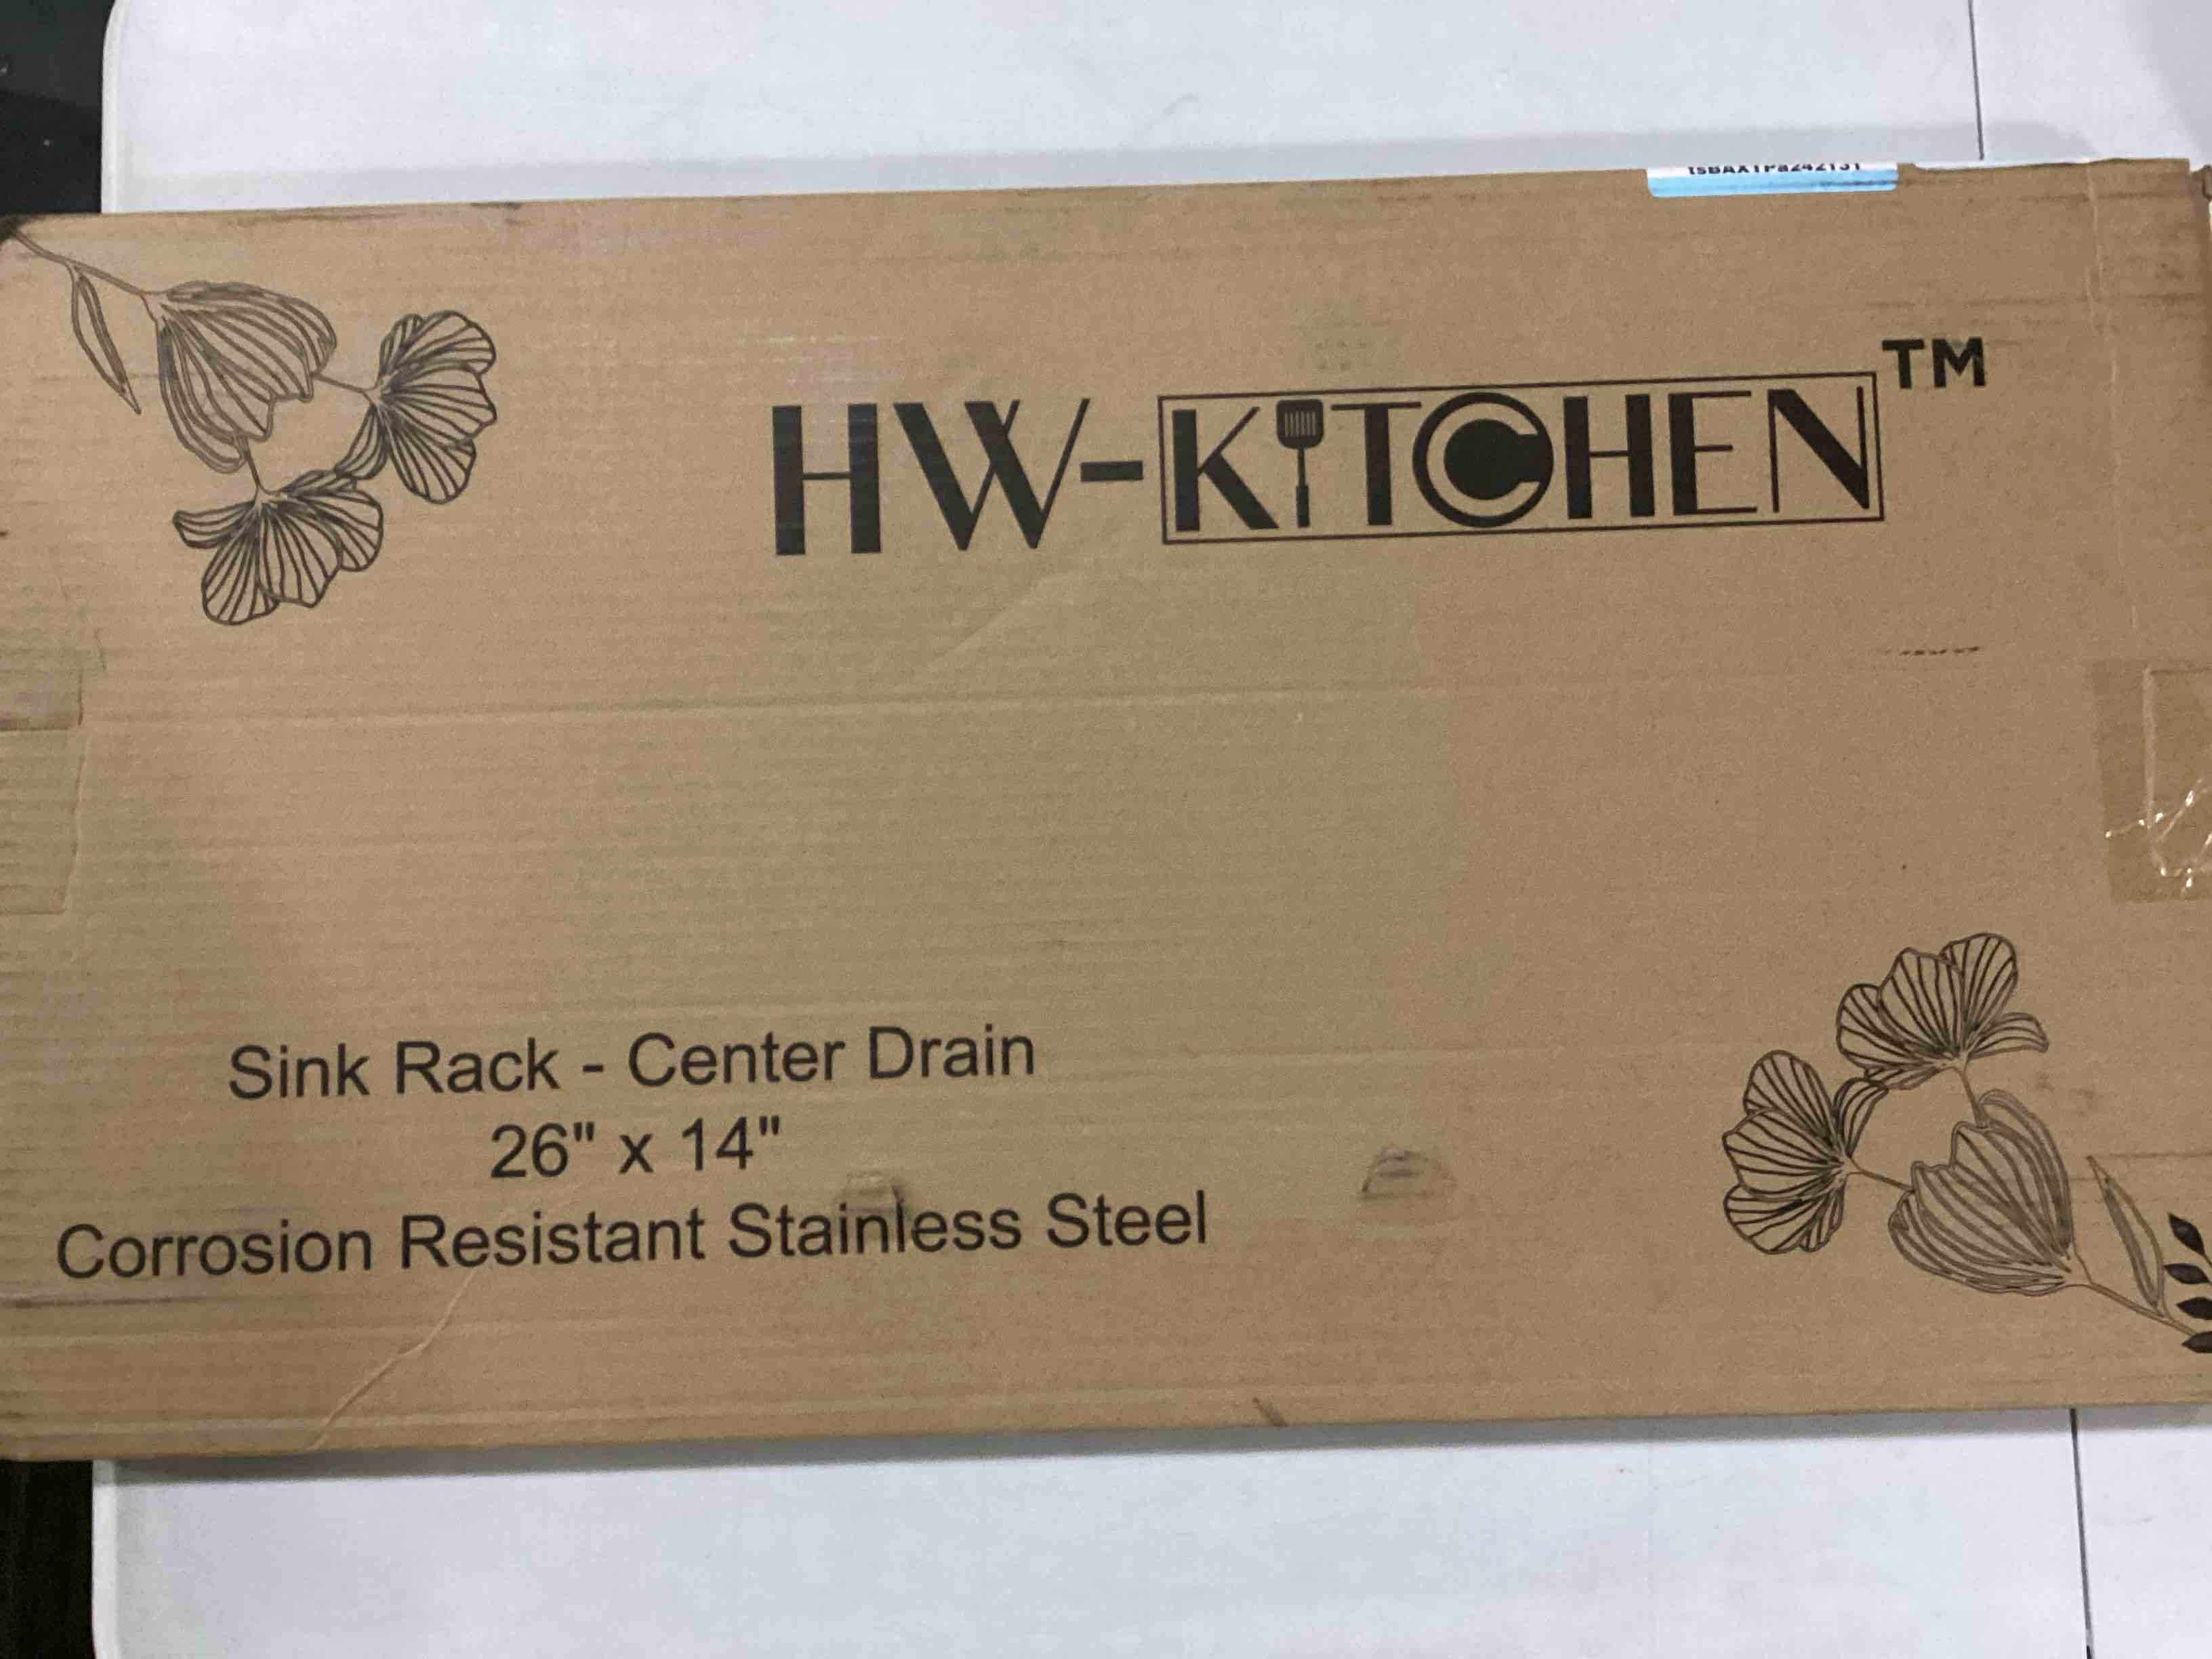 HW-KITCHEN™
Sink Rack - Center Drain
26" x 14"
Corrosion Resistant Stainless Steel